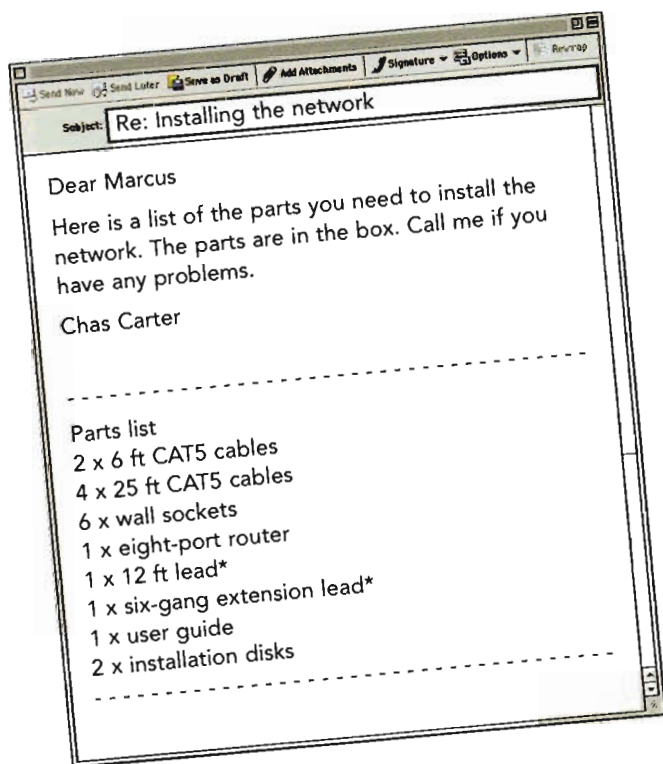 Send Now Send Later Save as Draft Add Attachments Signature Options Rewrap
Subject: Re: Installing the network
Dear Marcus
Here is a list of the parts you need to install the
network. The parts are in the box. Call me if you
have any problems.
Chas Carter
Parts list
2 x 6 ft CAT5 cables
4 x 25 ft CAT5 cables
6 x wall sockets
1 x eight-port router
1 x 12 ft lead*
1 x six-gang extension lead*
1 x user guide
2 x installation disks